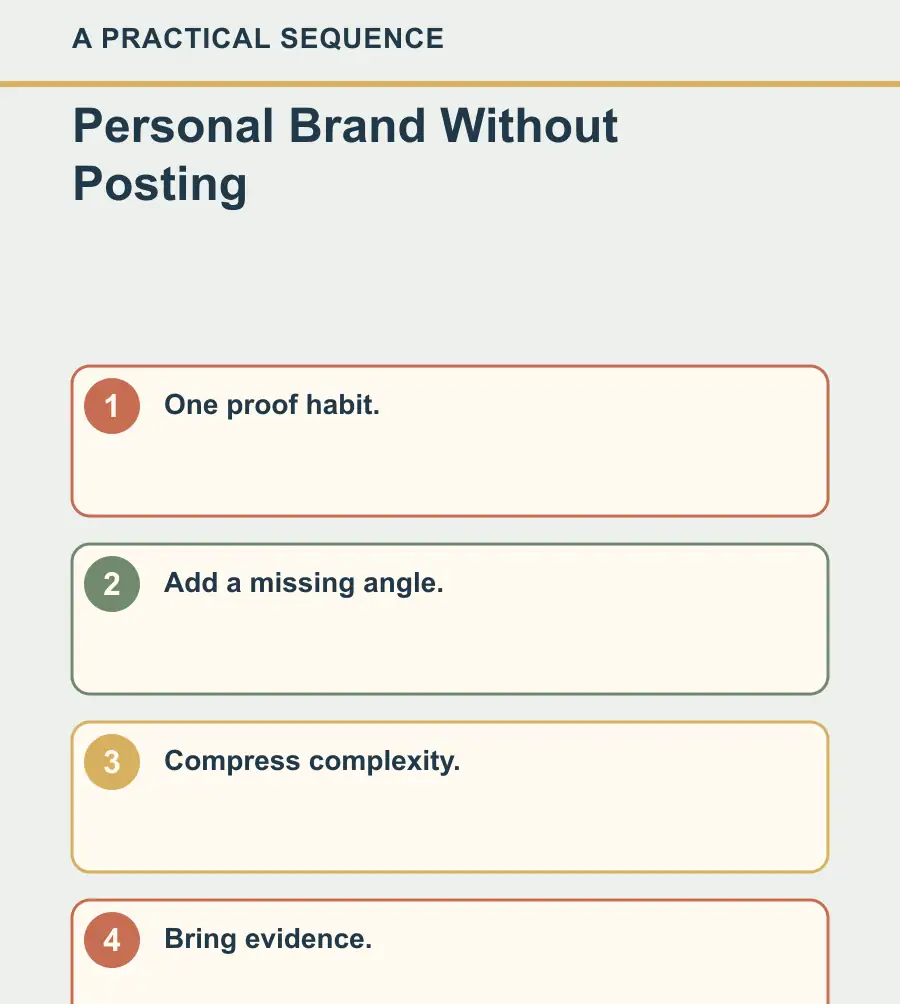 A PRACTICAL SEQUENCE
Personal Brand Without
Posting
1
One proof habit.
2
Add a missing angle.
3
Compress complexity.
4
Bring evidence.